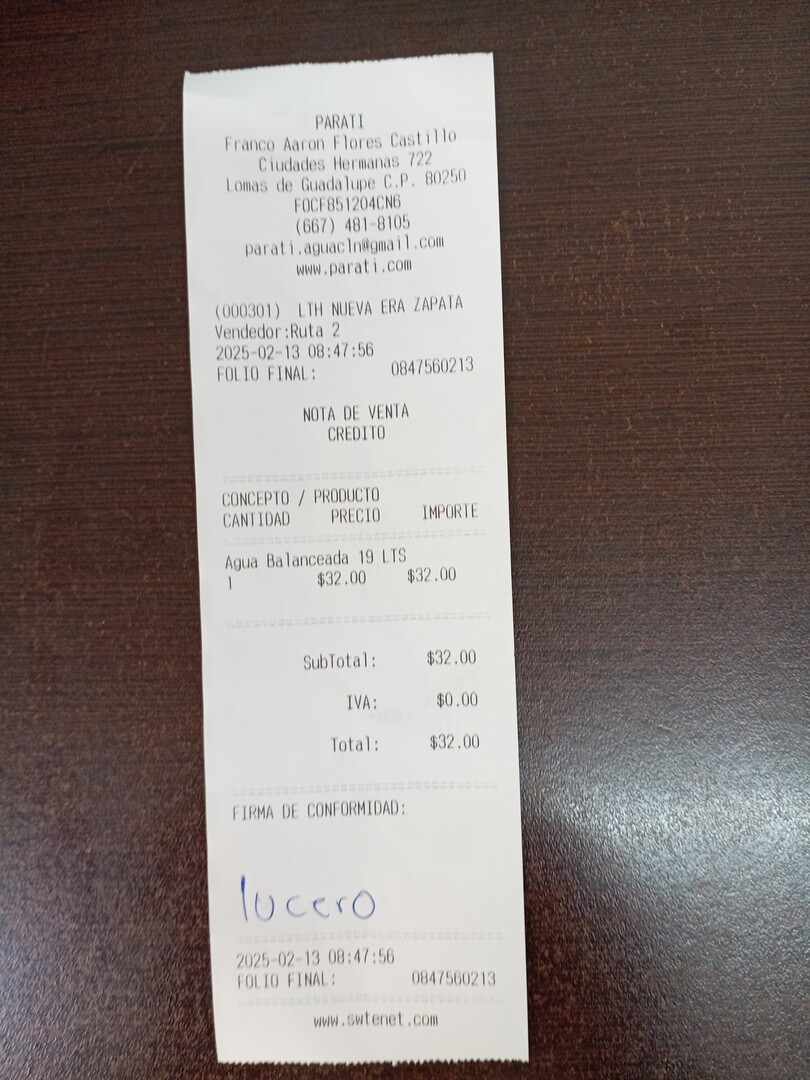 PARATI
Franco Aaron Flores Castillo
Ciudades Hermanas 722
Lomas de Guadalupe C.P. 80250
FOCF851204CN6
(667) 481-8105
parati.aguacln@gmail.com
www.parati.com
(000301) LTH NUEVA ERA ZAPATA
Vendedor:Ruta 2
2025-02-13 08:47:56
FOLIO FINAL: 0847560213
NOTA DE VENTA
CREDITO
CONCEPTO / PRODUCTO
CANTIDAD PRECIO IMPORTE
Agua Balanceada 19 LTS
1 $32.00 $32.00
SubTotal: $32.00
IVA: $0.00
Total: $32.00
FIRMA DE CONFORMIDAD:
lucero
2025-02-13 08:47:56
FOLIO FINAL: 0847560213
www.swtenet.com